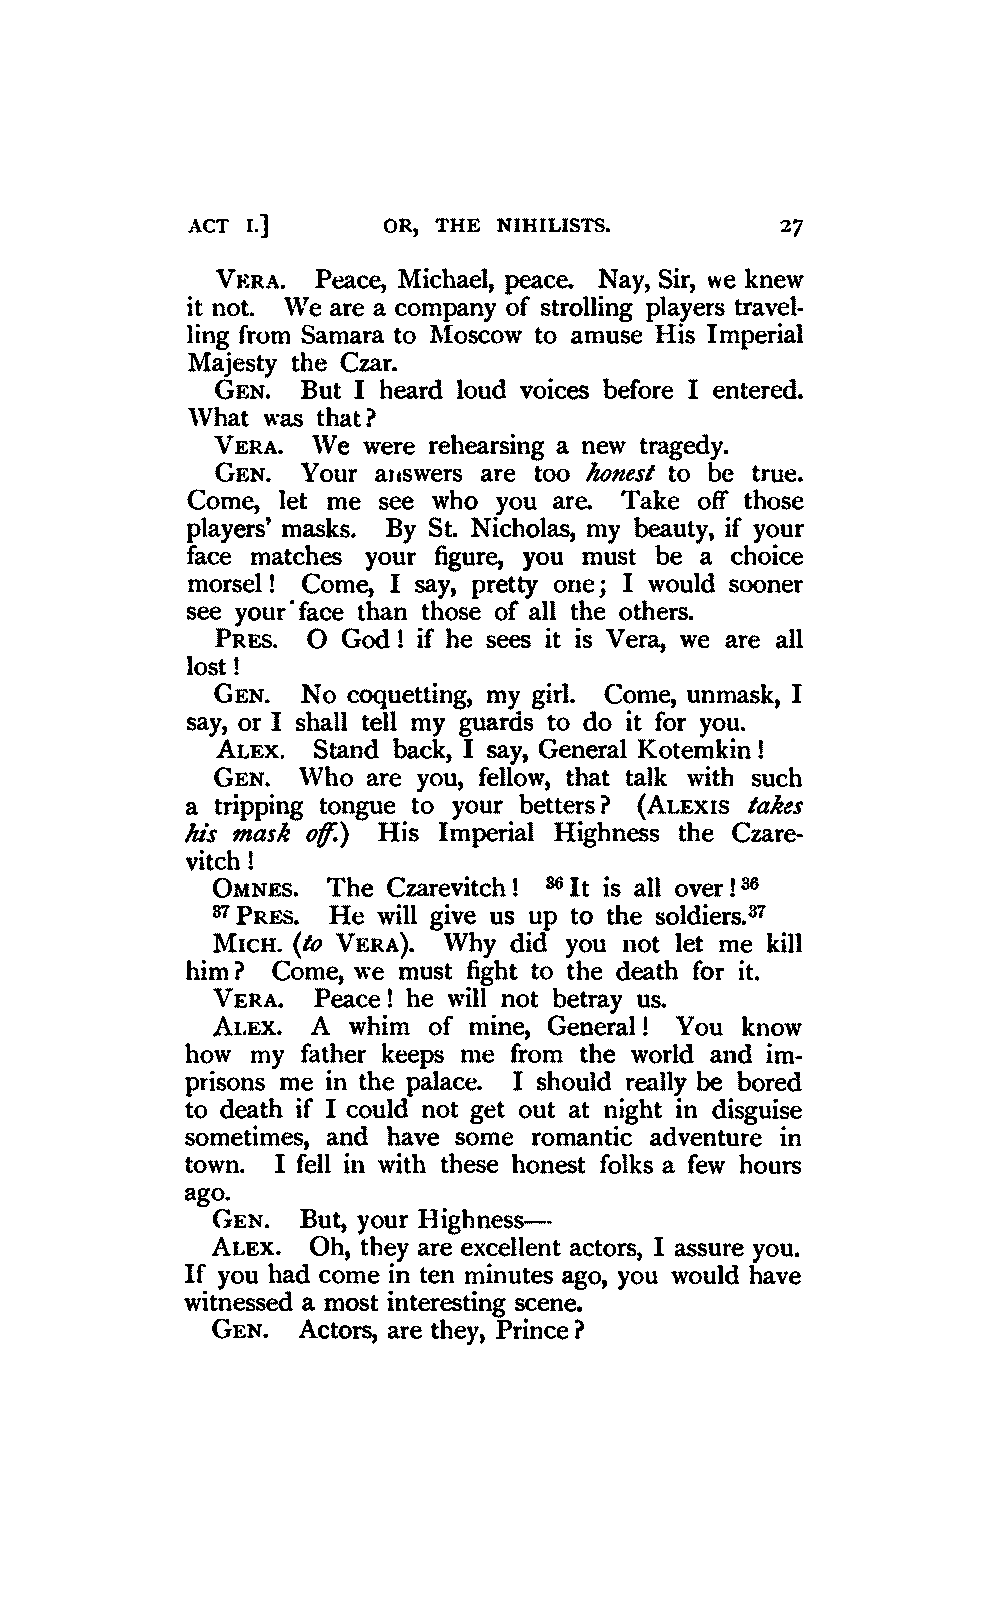 ACT I.] OR, THE NIHILISTS. 27
VERA. Peace, Michael, peace. Nay, Sir, we knew
it not. We are a company of strolling players travel-
ling from Samara to Moscow to amuse His Imperial
Majesty the Czar.
GEN. But I heard loud voices before I entered.
What was that?
VERA. We were rehearsing a new tragedy.
GEN. Your answers are too honest to be true.
Come, let me see who you are. Take off those
players' masks. By St. Nicholas, my beauty, if your
face matches your figure, you must be a choice
morsel! Come, I say, pretty one; I would sooner
see your face than those of all the others.
PRES. O God! if he sees it is Vera, we are all
lost!
GEN. No coquetting, my girl. Come, unmask, I
say, or I shall tell my guards to do it for you.
ALEX. Stand back, I say, General Kotemkin!
GEN. Who are you, fellow, that talk with such
a tripping tongue to your betters? (ALEXIS takes
his mask off.) His Imperial Highness the Czare-
vitch!
OMNES. The Czarevitch! 36 It is all over! 36
37 PRES. He will give us up to the soldiers. 37
MICH. (to VERA). Why did you not let me kill
him? Come, we must fight to the death for it.
VERA. Peace! he will not betray us.
ALEX. A whim of mine, General! You know
how my father keeps me from the world and im-
prisons me in the palace. I should really be bored
to death if I could not get out at night in disguise
sometimes, and have some romantic adventure in
town. I fell in with these honest folks a few hours
ago.
GEN. But, your Highness—
ALEX. Oh, they are excellent actors, I assure you.
If you had come in ten minutes ago, you would have
witnessed a most interesting scene.
GEN. Actors, are they, Prince?